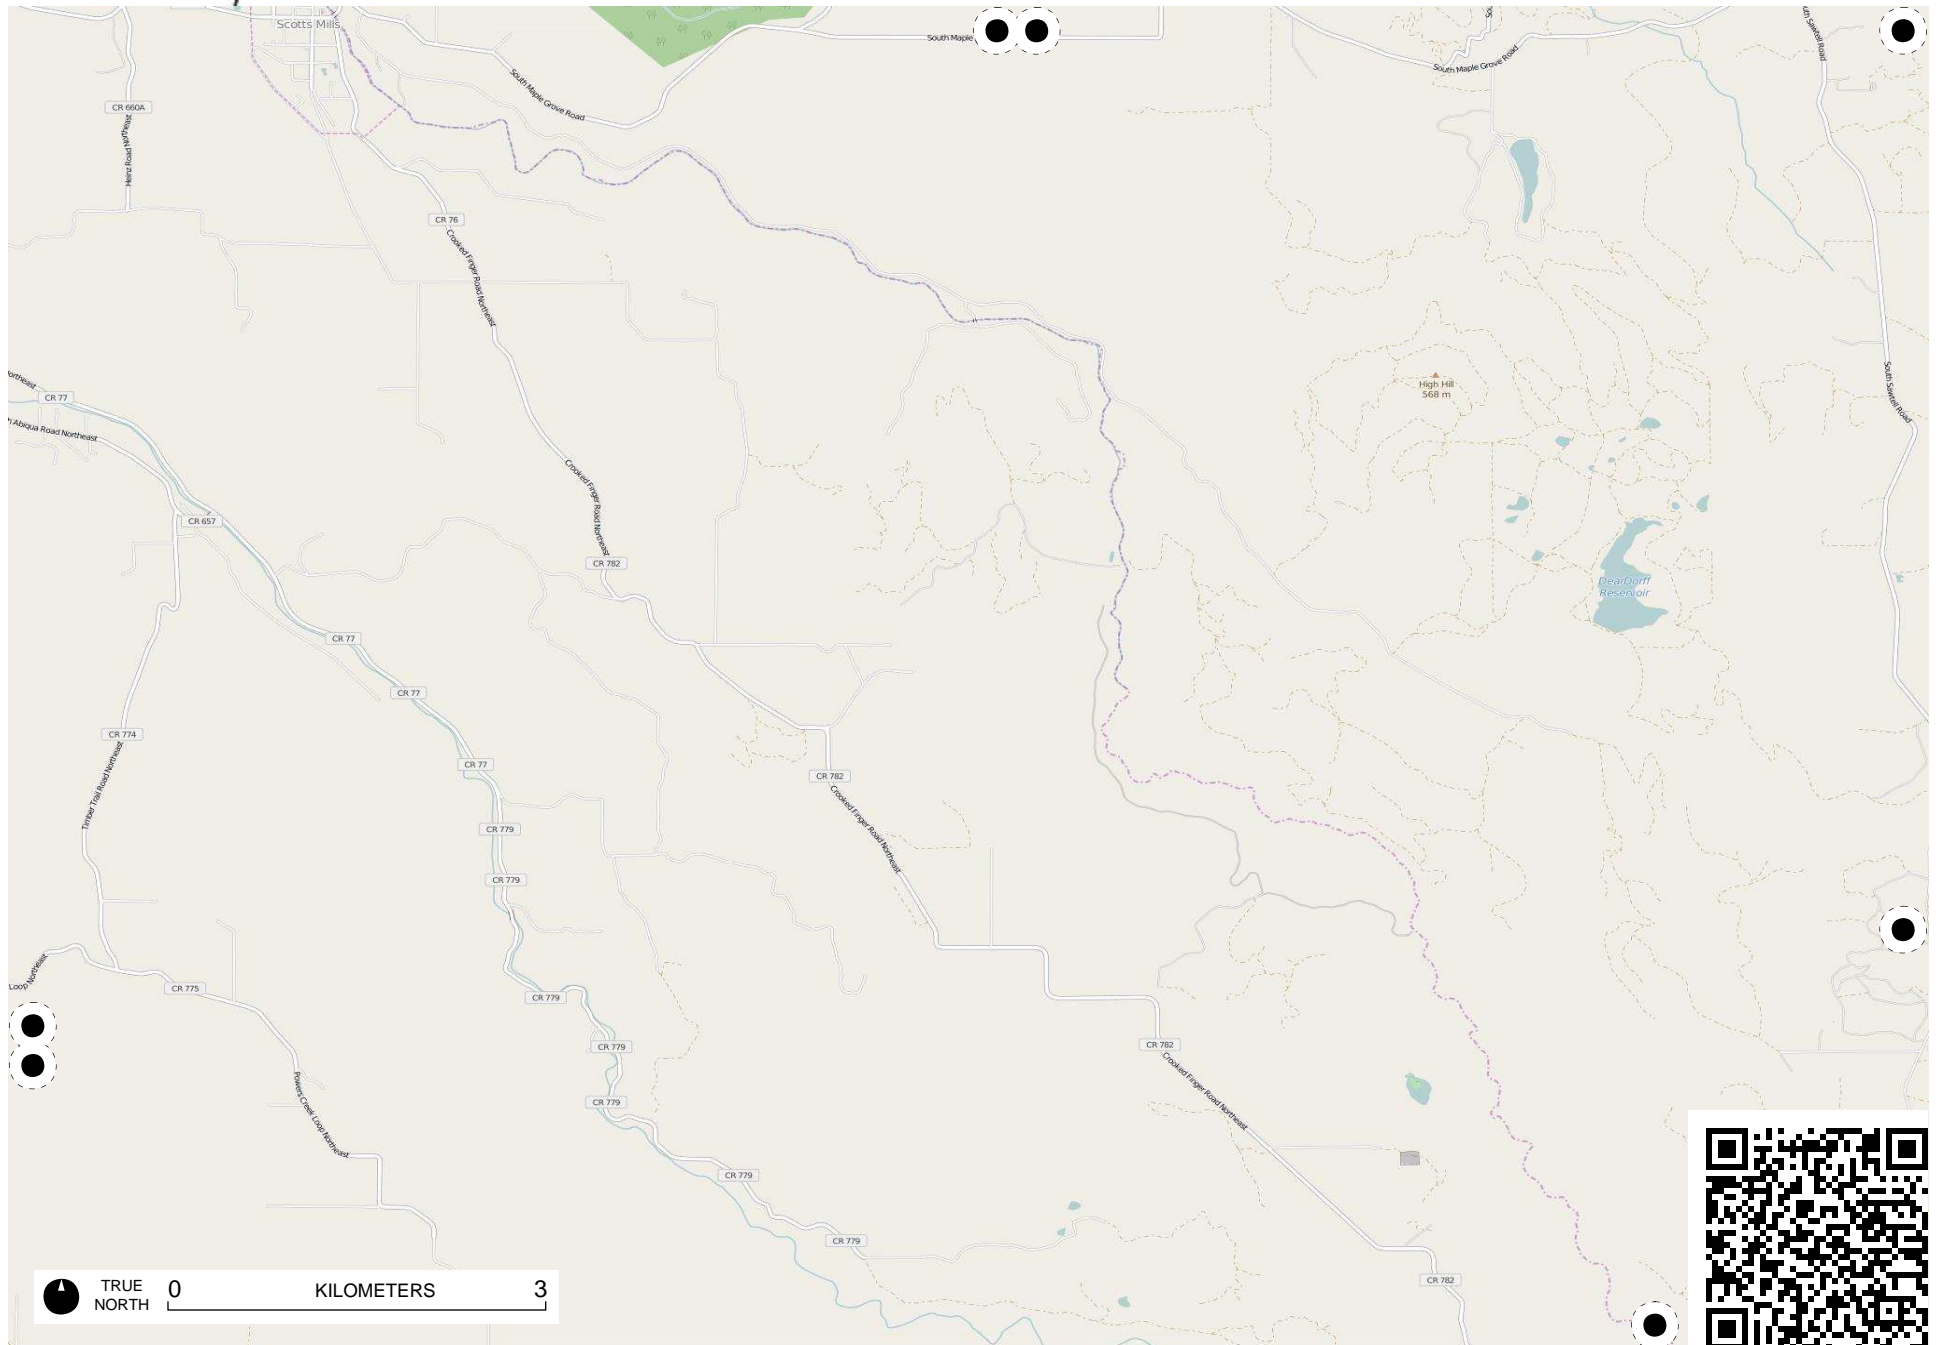 Scotts Mills
South Maple
South Maple Grove Road
South Maple Grove Road
CR 660A
Heinz Road Northeast
CR 76
Crooked Finger Road Northeast
High Hill
568 m
South Sawtell Road
CR 77
Abiqua Road Northeast
Crooked Finger Road Northeast
CR 657
CR 782
DearDorff
Reservoir
CR 77
CR 77
CR 774
Timber Trail Road Northeast
CR 77
CR 782
Crooked Finger Road Northeast
CR 779
CR 779
Loop Northeast
CR 775
CR 779
CR 779
CR 782
Crooked Finger Road Northeast
Powers Creek Loop Northeast
CR 779
CR 779
CR 779
CR 782
TRUE
NORTH
0 KILOMETERS 3